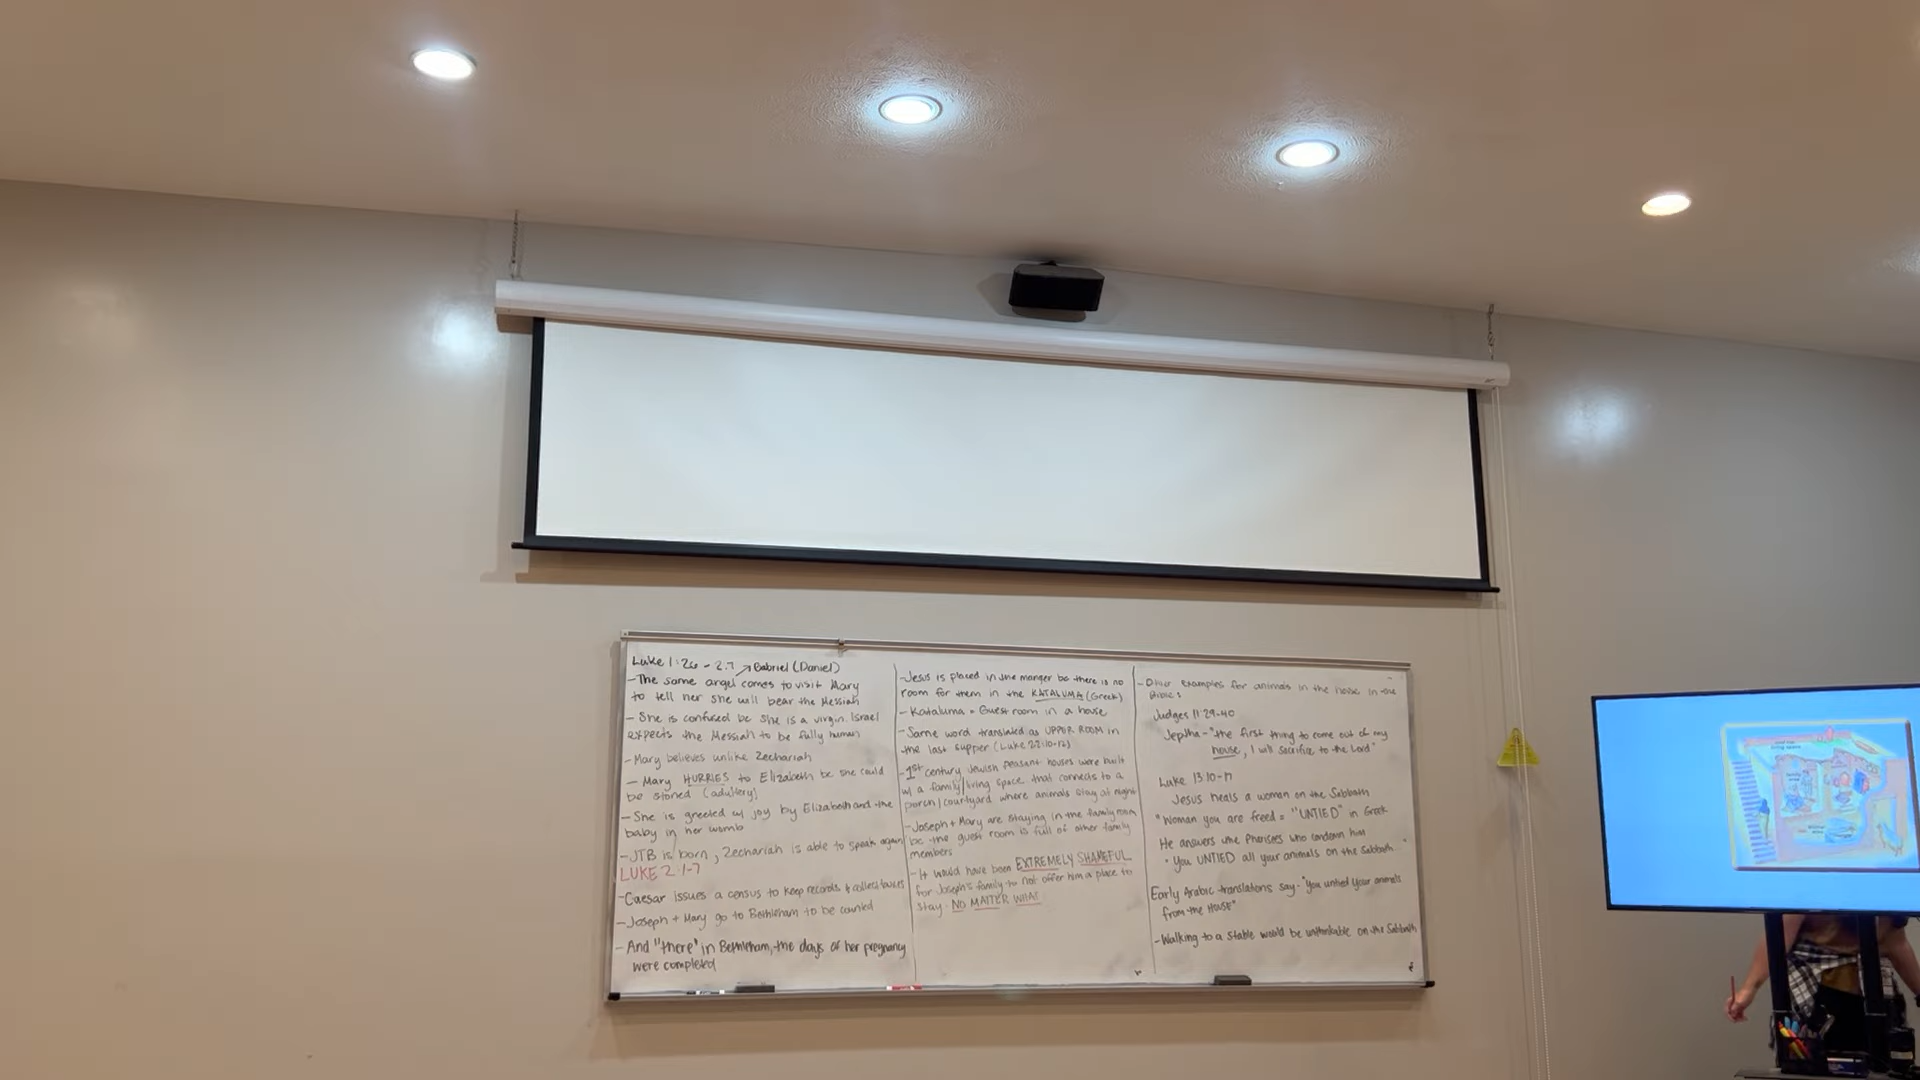 Luke 1:26 - 2:7 → Gabriel (Daniel)
- The same angel comes to visit Mary
to tell her she will bear the Messiah
- She is confused bc she is a virgin. Israel
expects the Messiah to be fully human
- Mary believes unlike Zechariah
- Mary HURRIES to Elizabeth bc she could
be stoned (adultery)
- She is greeted w/ joy by Elizabeth and the
baby in her womb
- JTB is born, Zechariah is able to speak again
LUKE 2:1-7
- Caesar issues a census to keep records & collect taxes
- Joseph + Mary go to Bethleham to be counted
- And "there" in Bethleham, the days of her pregnancy
were completed
- Jesus is placed in the manger bc there is no
room for them in the KATALUMA (Greek)
- Kataluma = Guest room in a house
- Same word translated as UPPER ROOM in
the last supper (Luke 22:10-12)
- 1st century Jewish peasant houses were built
w/ a family/living space that connects to a
porch/courtyard where animals stay at night
- Joseph + Mary are staying in the family room
bc the guest room is full of other family
members
- It would have been EXTREMELY SHAMEFUL
for Joseph's family to not offer him a place to
stay. NO MATTER WHAT
- Other examples for animals in the house in the
Bible:
Judges 11:29-40
Jeptha - "the first thing to come out of my
house, I will sacrifice to the Lord"
Luke 13:10-17
Jesus heals a woman on the Sabbath
"Woman you are freed = "UNTIED" in Greek
He answers the Pharisees who condemn him
"You UNTIED all your animals on the Sabbath"
Early Arabic translations say - "you untied your animals
from the HOUSE"
- Walking to a stable would be unthinkable on the Sabbath
living space